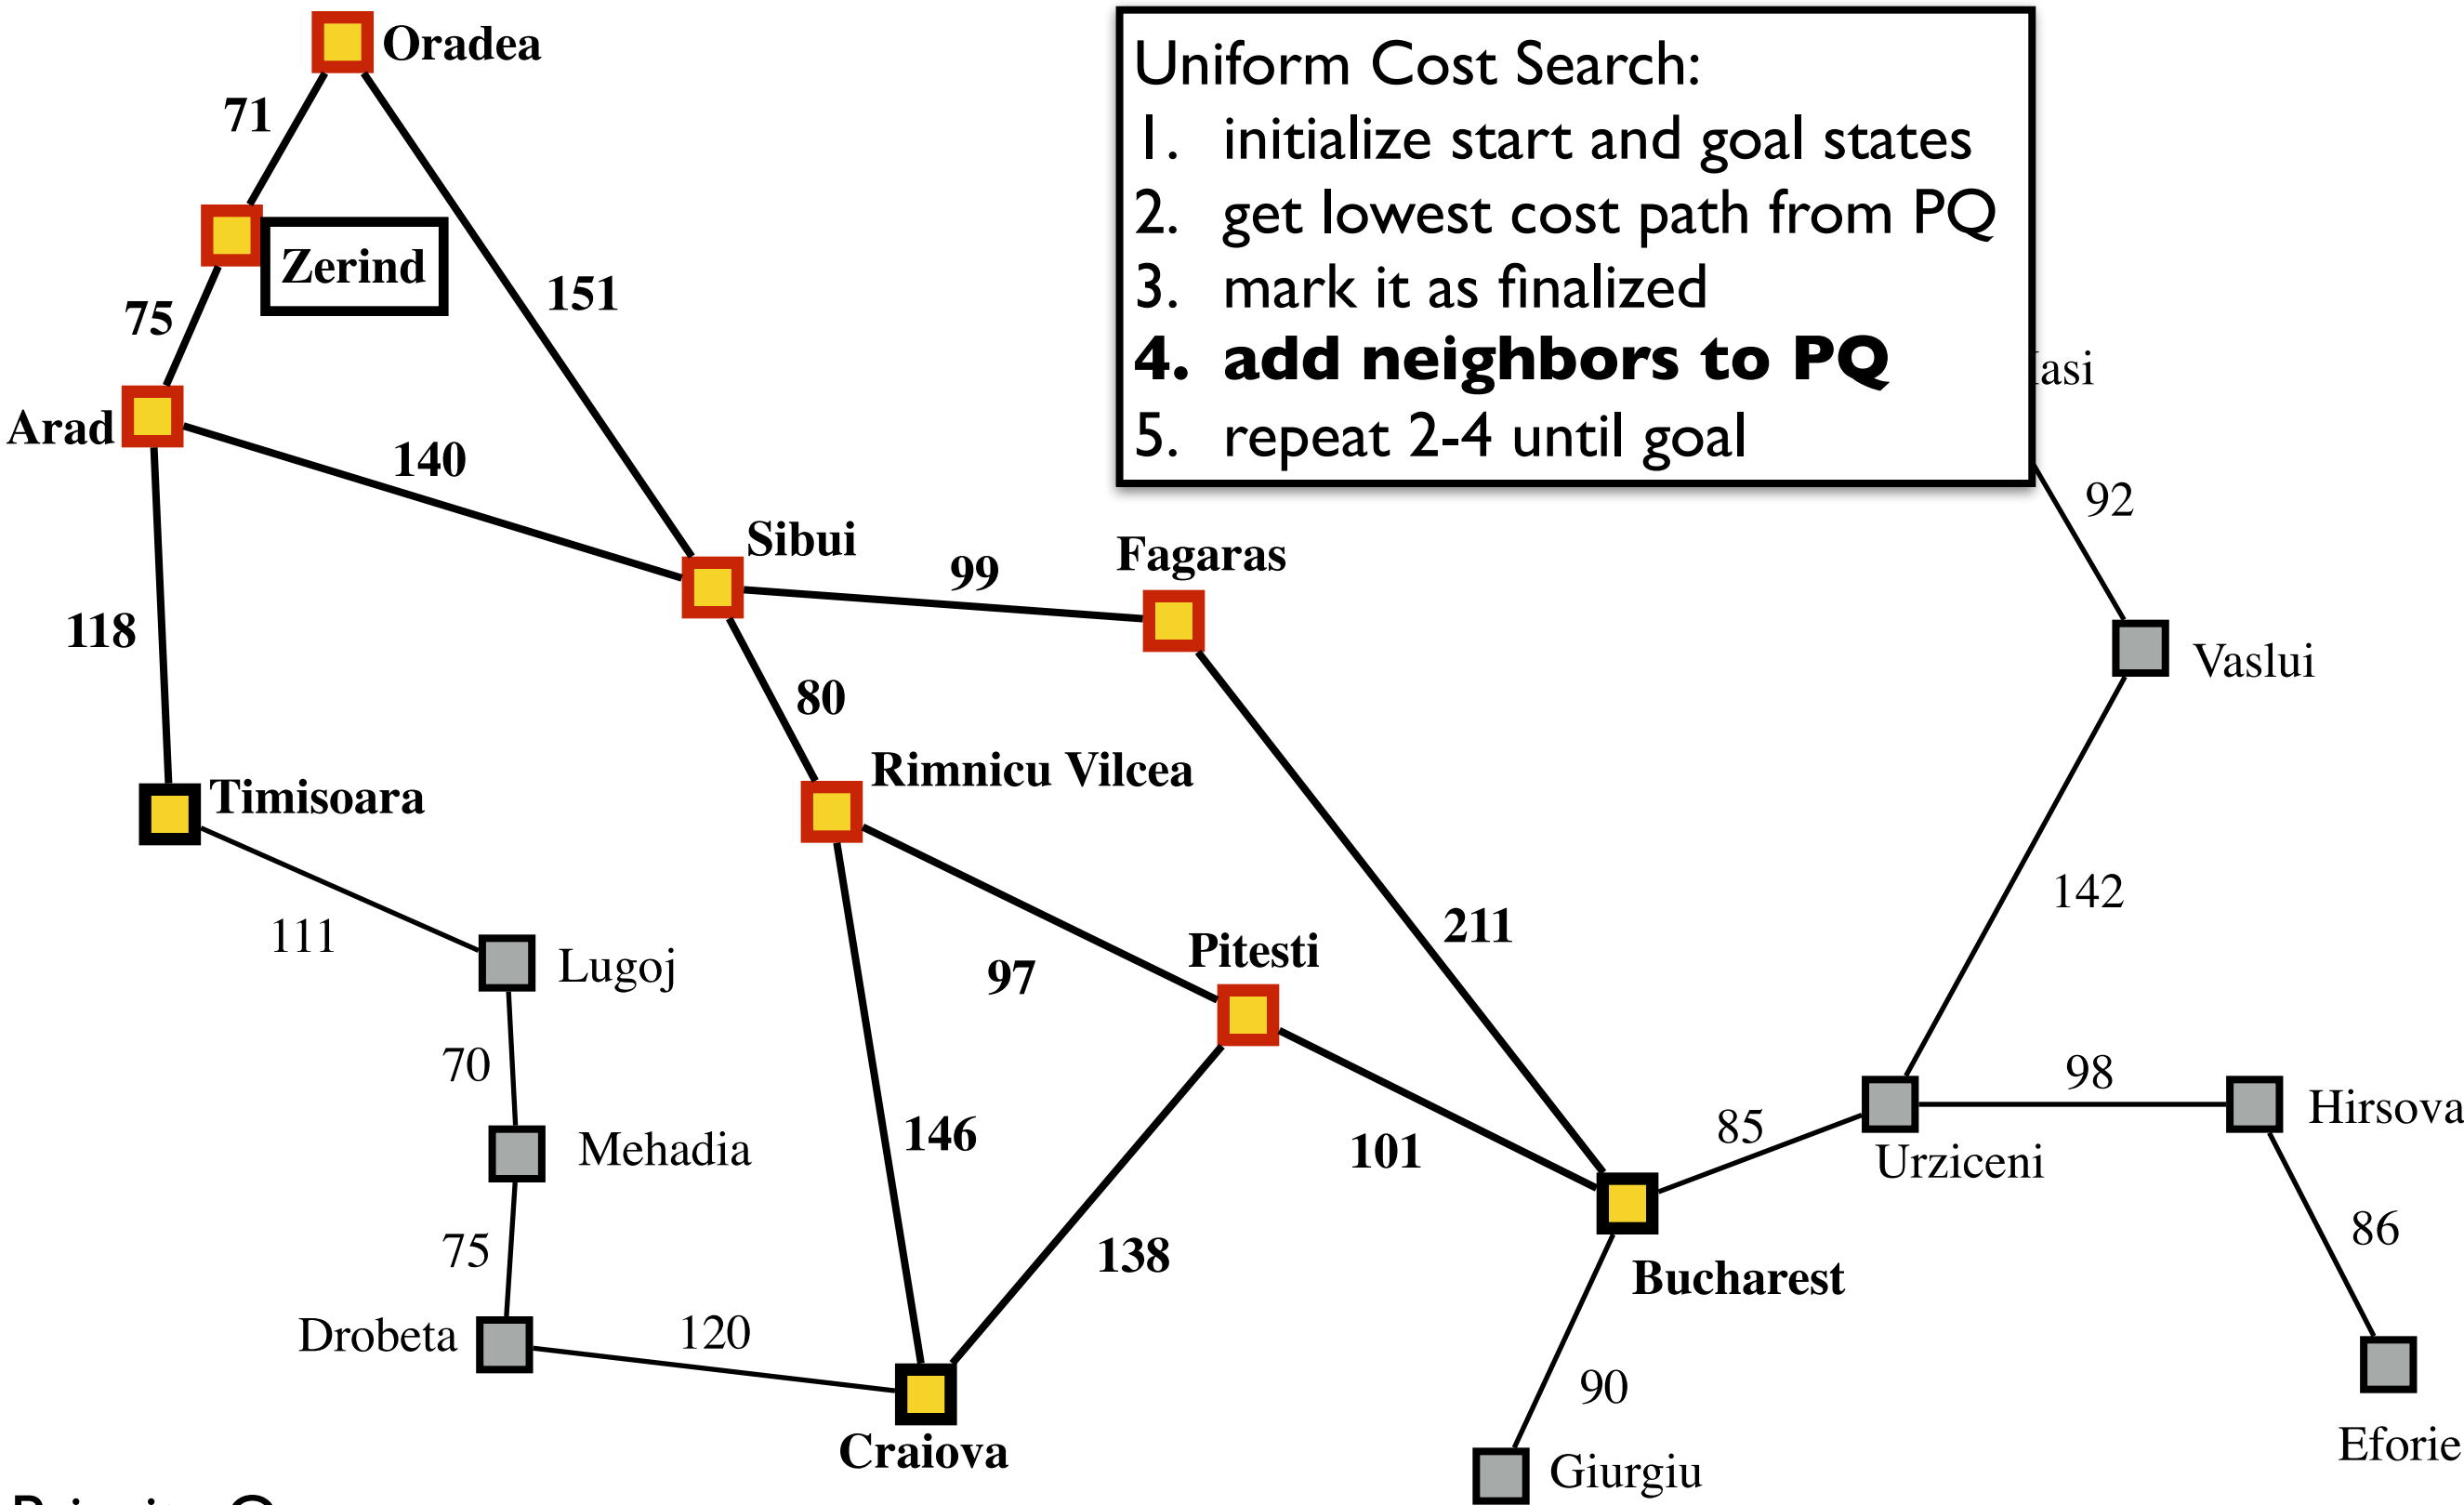 Oradea
71
Zerind
151
75
Arad
140
118
Sibui
99
Fagaras
80
Rimnicu Vilcea
Timisoara
111
Lugoj
97
Pitesti
211
70
Mehadia
146
101
75
138
Drobeta
120
Craiova
Bucharest
85
90
Giurgiu
Urziceni
98
Hirsova
86
Eforie
142
Vaslui
92
Uniform Cost Search:
1. initialize start and goal states
2. get lowest cost path from PQ
3. mark it as finalized
4. add neighbors to PQ
5. repeat 2-4 until goal